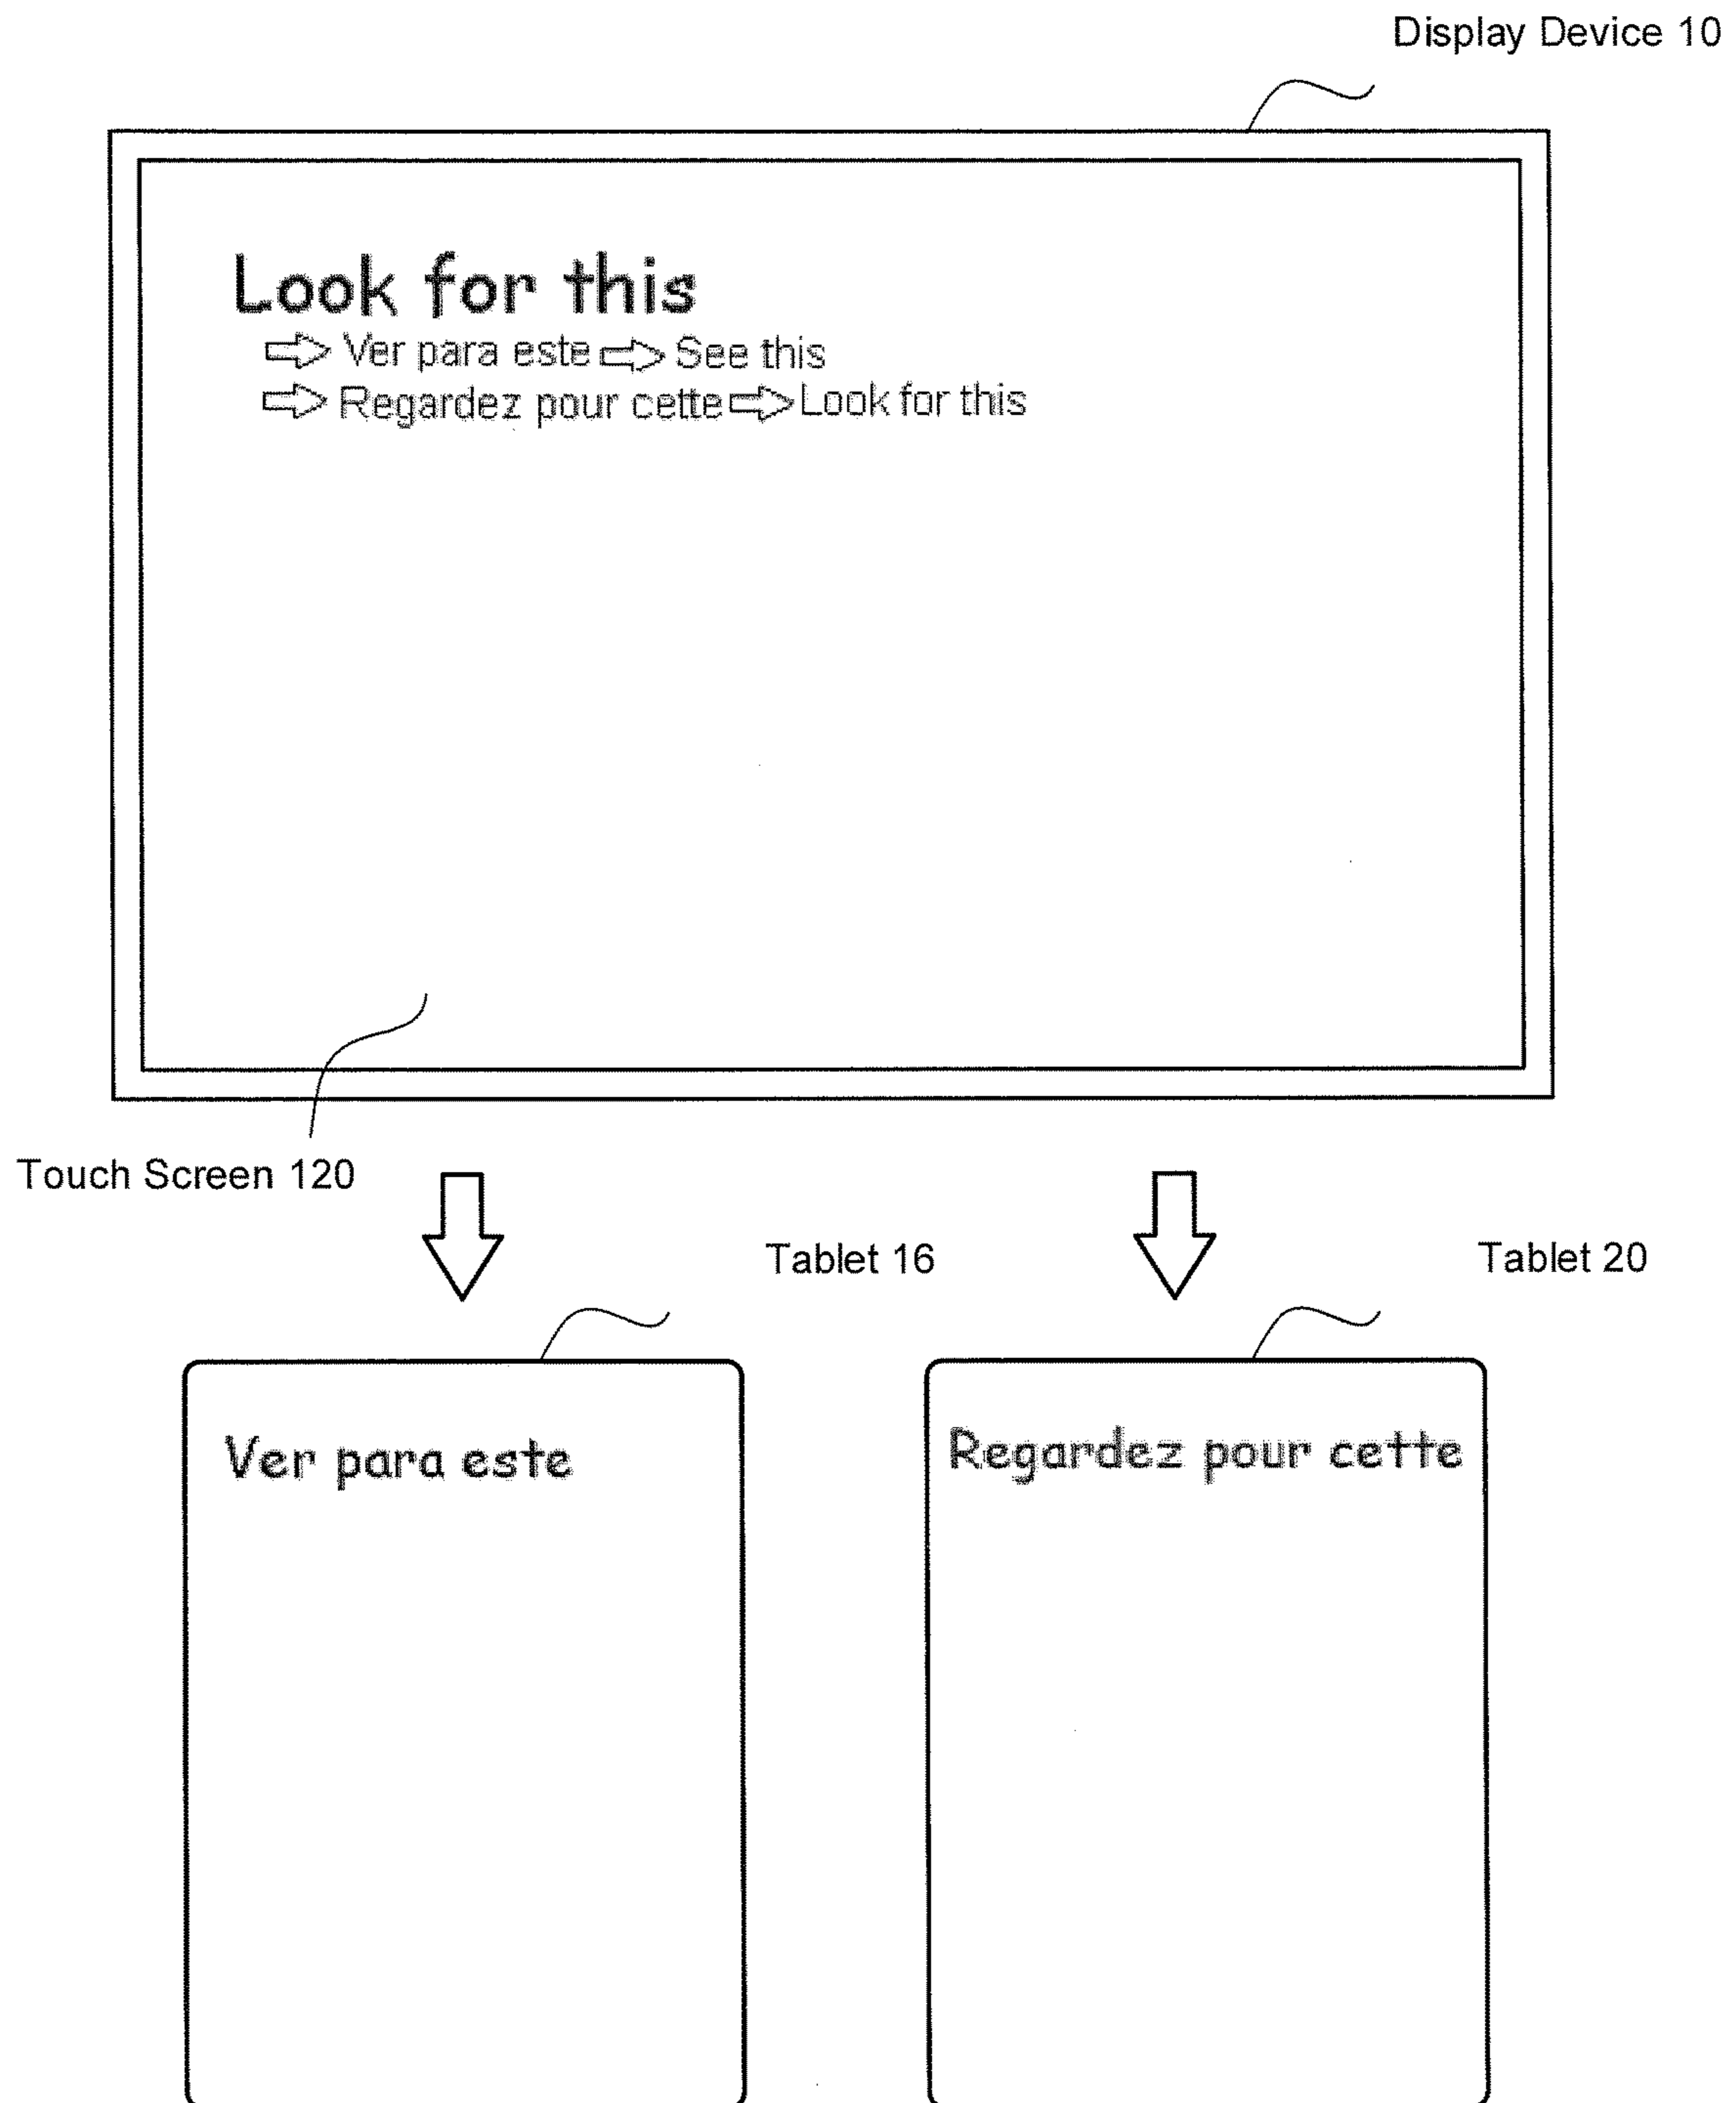 Display Device 10
Look for this
Ver para este See this
Regardez pour cette Look for this
Touch Screen 120
Tablet 16
Tablet 20
Ver para este
Regardez pour cette